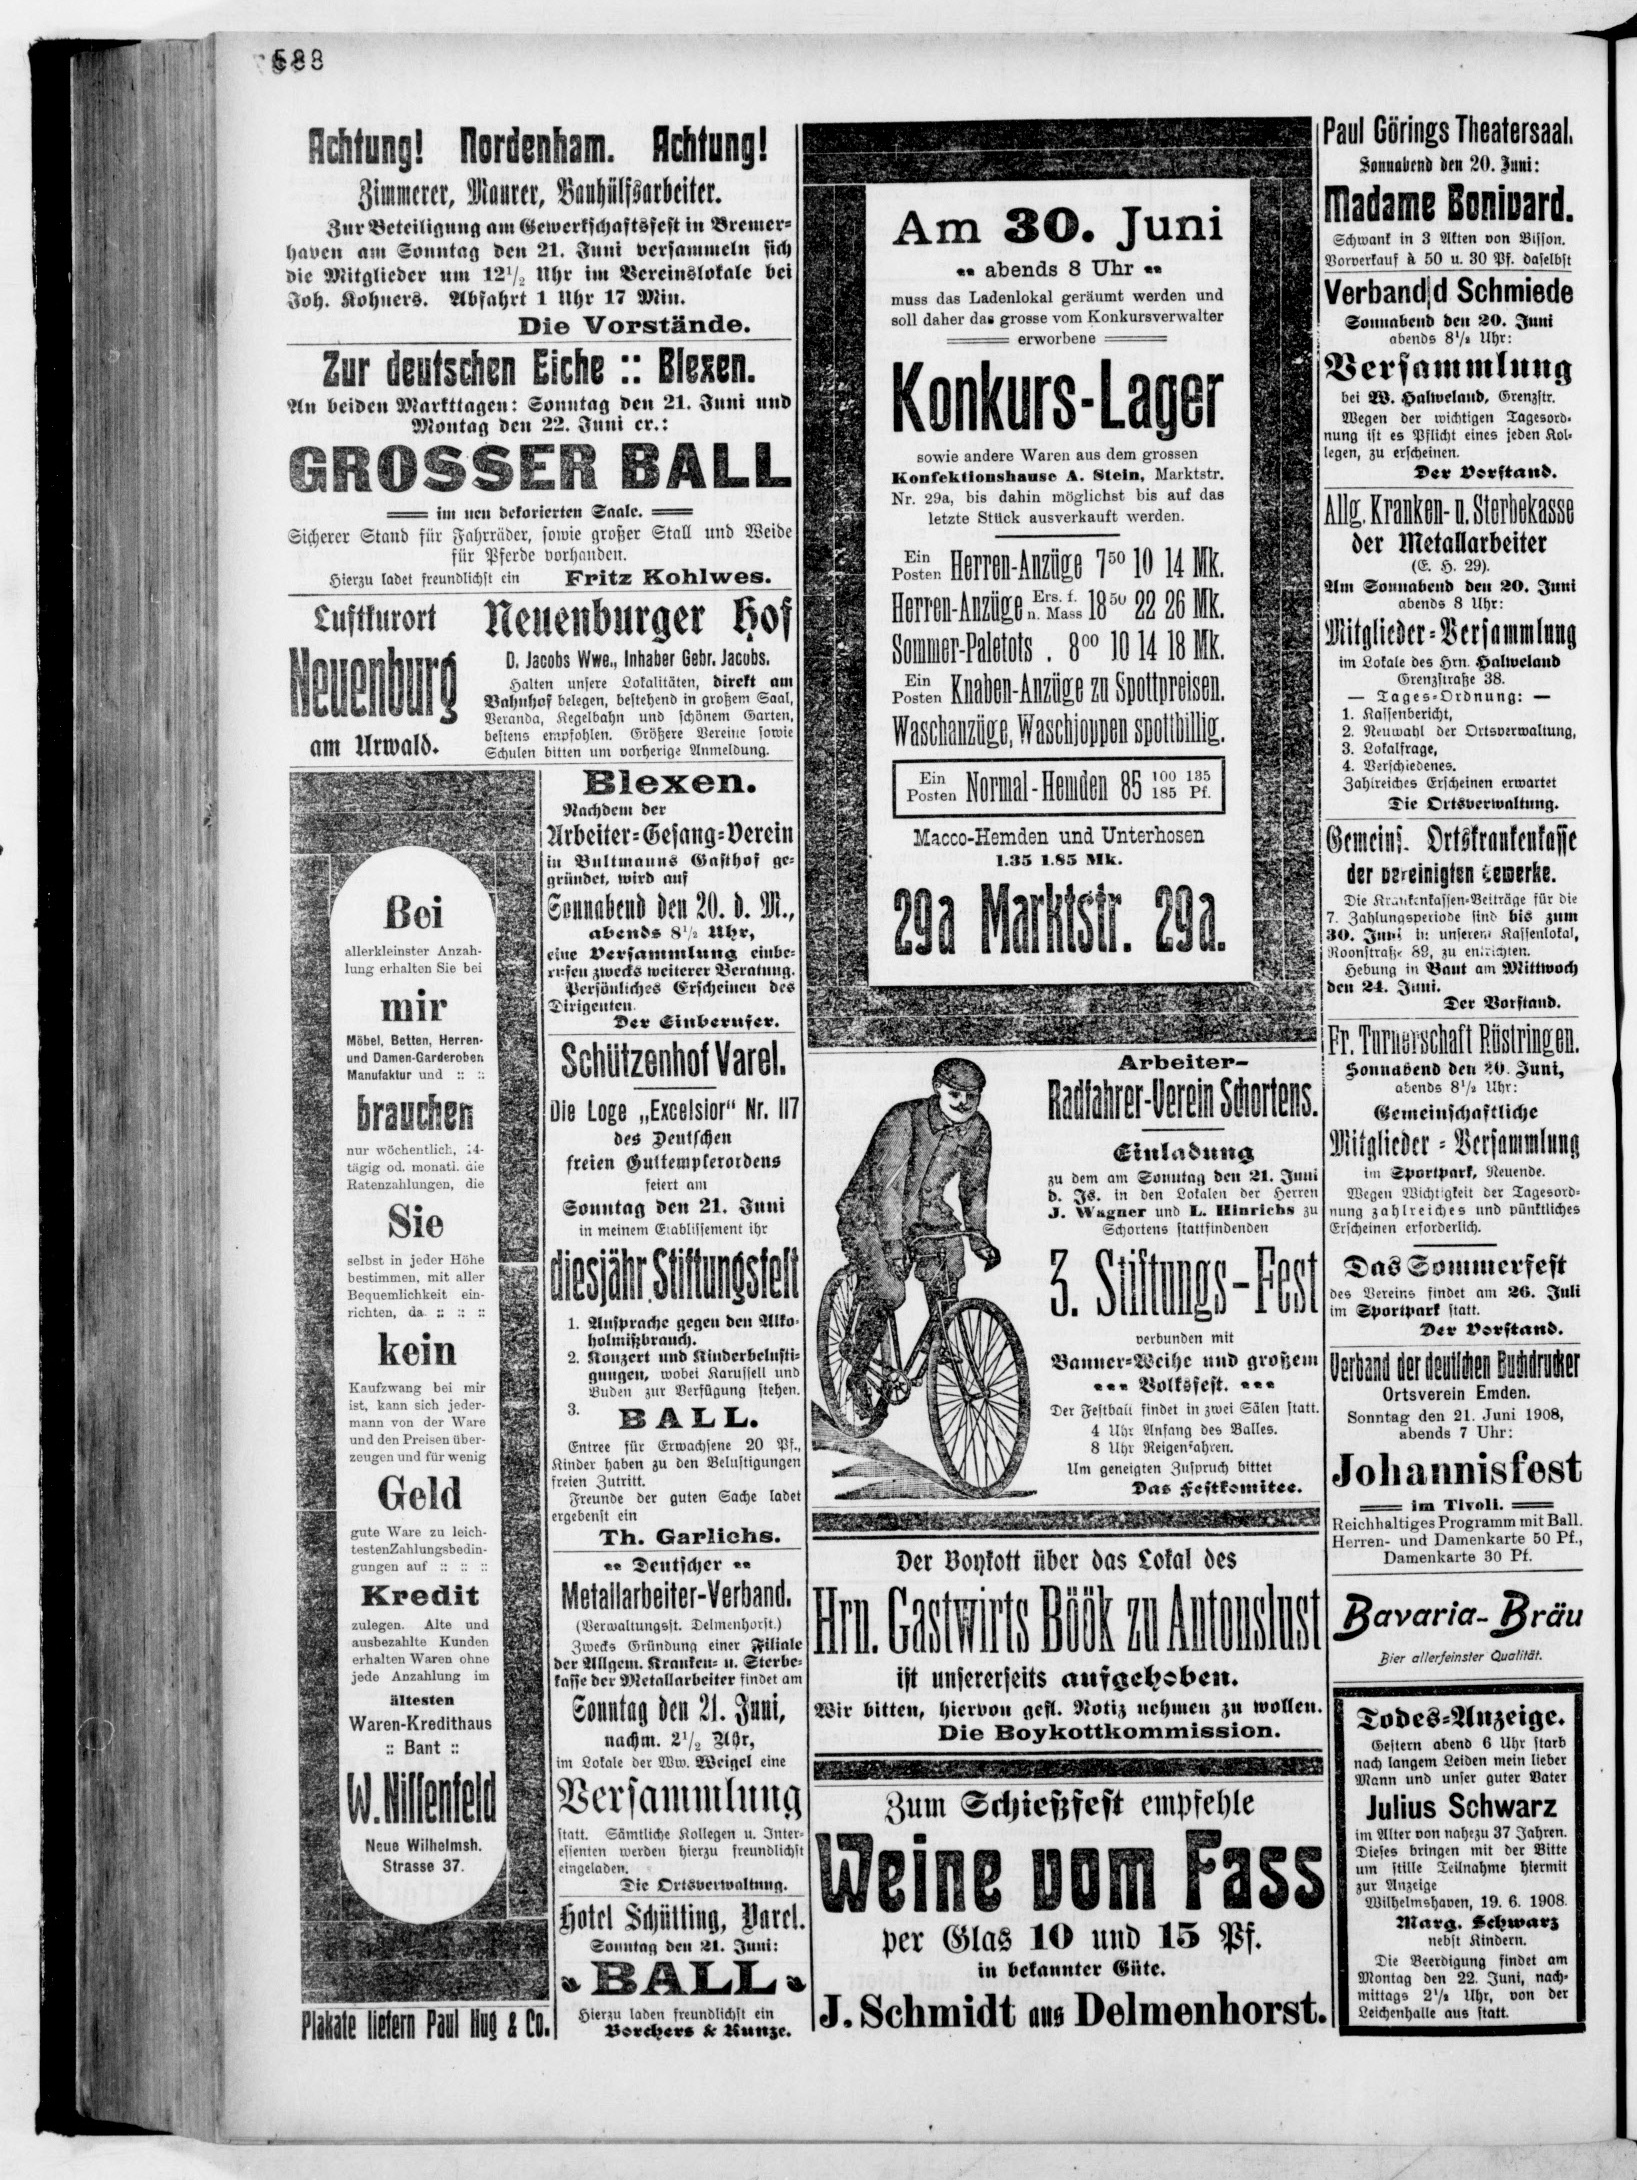 588
Achtung! Nordenham. Achtung!
Zimmerer, Maurer, Bauhülfsarbeiter.
Zur Beteiligung am Gewerkschaftsfest in Bremer-
haven am Sonntag den 21. Juni versammeln sich
die Mitglieder um 12½ Uhr im Vereinslokale bei
Joh. Kohners. Abfahrt 1 Uhr 17 Min.
Die Vorstände.
Zur deutschen Eiche :: Blexen.
An beiden Markttagen: Sonntag den 21. Juni und
Montag den 22. Juni cr.:
GROSSER BALL
im neu dekorierten Saale.
Sicherer Stand für Fahrräder, sowie großer Stall und Weide
für Pferde vorhanden.
Hierzu ladet freundlichst ein Fritz Kohlwes.
Luftkurort
Neuenburg
am Urwald.
Neuenburger Hof
D. Jacobs Wwe., Inhaber Gebr. Jacobs.
Halten unsere Lokalitäten, direkt am
Bahnhof belegen, bestehend in großem Saal,
Veranda, Kegelbahn und schönem Garten,
bestens empfohlen. Größere Vereine sowie
Schulen bitten um vorherige Anmeldung.
Bei
allerkleinster Anzah-
lung erhalten Sie bei
mir
Möbel, Betten, Herren-
und Damen-Garderoben
Manufaktur und :: ::
brauchen
nur wöchentlich, 14-
tägig od. monatl. die
Ratenzahlungen, die
Sie
selbst in jeder Höhe
bestimmen, mit aller
Bequemlichkeit ein-
richten, da :: :: ::
kein
Kaufzwang bei mir
ist, kann sich jeder-
mann von der Ware
und den Preisen über-
zeugen und für wenig
Geld
gute Ware zu leich-
testen Zahlungsbedin-
gungen auf :: :: ::
Kredit
zulegen. Alte und
ausbezahlte Kunden
erhalten Waren ohne
jede Anzahlung im
ältesten
Waren-Kredithaus
:: Bant ::
W. Nissenfeld
Neue Wilhelmsh.
Strasse 37.
Plakate liefern Paul Hug & Co.
Blexen.
Nachdem der
Arbeiter-Gesang-Verein
in Bultmanns Gasthof ge-
gründet, wird auf
Sonnabend den 20. d. M.,
abends 8½ Uhr,
eine Versammlung einbe-
rufen zwecks weiterer Beratung.
Persönliches Erscheinen des
Dirigenten.
Der Einberufer.
Schützenhof Varel.
Die Loge „Excelsior“ Nr. 117
des Deutschen
freien Guttemplerordens
feiert am
Sonntag den 21. Juni
in meinem Etablissement ihr
diesjähr. Stiftungsfest
1. Ansprache gegen den Alko-
holmißbrauch.
2. Konzert und Kinderbelusti-
gungen, wobei Karussell und
Buden zur Verfügung stehen.
3. BALL.
Entree für Erwachsene 20 Pf.,
Kinder haben zu den Belustigungen
freien Zutritt.
Freunde der guten Sache ladet
ergebenst ein
Th. Garlichs.
Deutscher
Metallarbeiter-Verband.
(Verwaltungsst. Delmenhorst.)
Zwecks Gründung einer Filiale
der Allgem. Kranken- u. Sterbe-
kasse der Metallarbeiter findet am
Sonntag den 21. Juni,
nachm. 2½ Uhr,
im Lokale der Ww. Weigel eine
Versammlung
statt. Sämtliche Kollegen u. Inter-
essenten werden hierzu freundlichst
eingeladen.
Die Ortsverwaltung.
Hotel Schütting, Varel.
Sonntag den 21. Juni:
BALL
Hierzu laden freundlichst ein
Borchers & Kunze.
Am 30. Juni
abends 8 Uhr
muss das Ladenlokal geräumt werden und
soll daher das grosse vom Konkursverwalter
erworbene
Konkurs-Lager
sowie andere Waren aus dem grossen
Konfektionshause A. Stein, Marktstr.
Nr. 29a, bis dahin möglichst bis auf das
letzte Stück ausverkauft werden.
Ein Posten Herren-Anzüge 7⁵⁰ 10 14 Mk.
Herren-Anzüge Ers. f. n. Mass 18⁵⁰ 22 26 Mk.
Sommer-Paletots . 8⁰⁰ 10 14 18 Mk.
Ein Posten Knaben-Anzüge zu Spottpreisen.
Waschanzüge, Waschjoppen spottbillig.
Ein Posten Normal-Hemden 85 100 135 185 Pf.
Macco-Hemden und Unterhosen
1.35 1.85 Mk.
29a Marktstr. 29a.
Arbeiter-
Radfahrer-Verein Schortens.
Einladung
zu dem am Sonntag den 21. Juni
d. Js. in den Lokalen der Herren
J. Wagner und L. Hinrichs zu
Schortens stattfindenden
3. Stiftungs-Fest
verbunden mit
Banner-Weihe und großem
Volksfest.
Der Festball findet in zwei Sälen statt.
4 Uhr Anfang des Balles.
8 Uhr Reigenfahren.
Um geneigten Zuspruch bittet
Das Festkomitee.
Der Boykott über das Lokal des
Hrn. Gastwirts Böök zu Antonslust
ist unsererseits aufgehoben.
Wir bitten, hiervon gefl. Notiz nehmen zu wollen.
Die Boykottkommission.
Zum Schießfest empfehle
Weine vom Fass
per Glas 10 und 15 Pf.
in bekannter Güte.
J. Schmidt aus Delmenhorst.
Paul Görings Theatersaal.
Sonnabend den 20. Juni:
Madame Bonivard.
Schwank in 3 Akten von Bisson.
Vorverkauf à 50 u. 30 Pf. daselbst
Verband d Schmiede
Sonnabend den 20. Juni
abends 8½ Uhr:
Versammlung
bei W. Halweland, Grenzstr.
Wegen der wichtigen Tagesord-
nung ist es Pflicht eines jeden Kol-
legen, zu erscheinen.
Der Vorstand.
Allg. Kranken- u. Sterbekasse
der Metallarbeiter
(E. H. 29).
Am Sonnabend den 20. Juni
abends 8 Uhr:
Mitglieder-Versammlung
im Lokale des Hrn. Halweland
Grenzstraße 38.
— Tages-Ordnung: —
1. Kassenbericht,
2. Neuwahl der Ortsverwaltung,
3. Lokalfrage,
4. Verschiedenes.
Zahlreiches Erscheinen erwartet
Die Ortsverwaltung.
Gemeins. Ortskrankenkasse
der vereinigten Gewerke.
Die Krankenkassen-Beiträge für die
7. Zahlungsperiode sind bis zum
30. Juni in unserem Kassenlokal,
Roonstraße 89, zu entrichten.
Hebung in Bant am Mittwoch
den 24. Juni.
Der Vorstand.
Fr. Turnerschaft Rüstringen.
Sonnabend den 20. Juni,
abends 8½ Uhr:
Gemeinschaftliche
Mitglieder-Versammlung
im Sportpark, Neuende.
Wegen Wichtigkeit der Tagesord-
nung zahlreiches und pünktliches
Erscheinen erforderlich.
Das Sommerfest
des Vereins findet am 26. Juli
im Sportpark statt.
Der Vorstand.
Verband der deutschen Buchdrucker
Ortsverein Emden.
Sonntag den 21. Juni 1908,
abends 7 Uhr:
Johannisfest
im Tivoli.
Reichhaltiges Programm mit Ball.
Herren- und Damenkarte 50 Pf.,
Damenkarte 30 Pf.
Bavaria-Bräu
Bier allerfeinster Qualität.
Todes-Anzeige.
Gestern abend 6 Uhr starb
nach langem Leiden mein lieber
Mann und unser guter Vater
Julius Schwarz
im Alter von nahezu 37 Jahren.
Dieses bringen mit der Bitte
um stille Teilnahme hiermit
zur Anzeige
Wilhelmshaven, 19. 6. 1908.
Marg. Schwarz
nebst Kindern.
Die Beerdigung findet am
Montag den 22. Juni, nach-
mittags 2½ Uhr, von der
Leichenhalle aus statt.